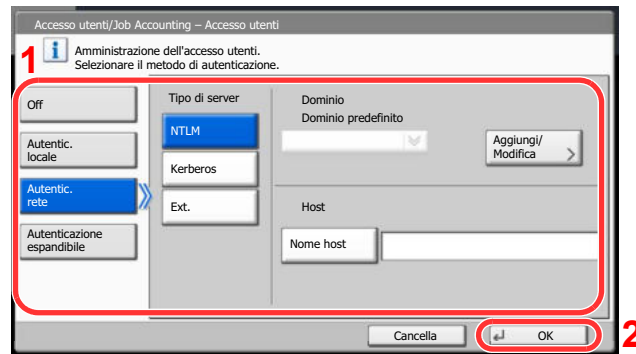 Accesso utenti/Job Accounting – Accesso utenti
1
i
Amministrazione dell'accesso utenti.
Selezionare il metodo di autenticazione.
Off
Autentic.
locale
Autentic.
rete
Autenticazione
espandibile
Tipo di server
NTLM
Kerberos
Ext.
Dominio
Dominio predefinito
Aggiungi/
Modifica
Host
Nome host
Cancella
OK
2